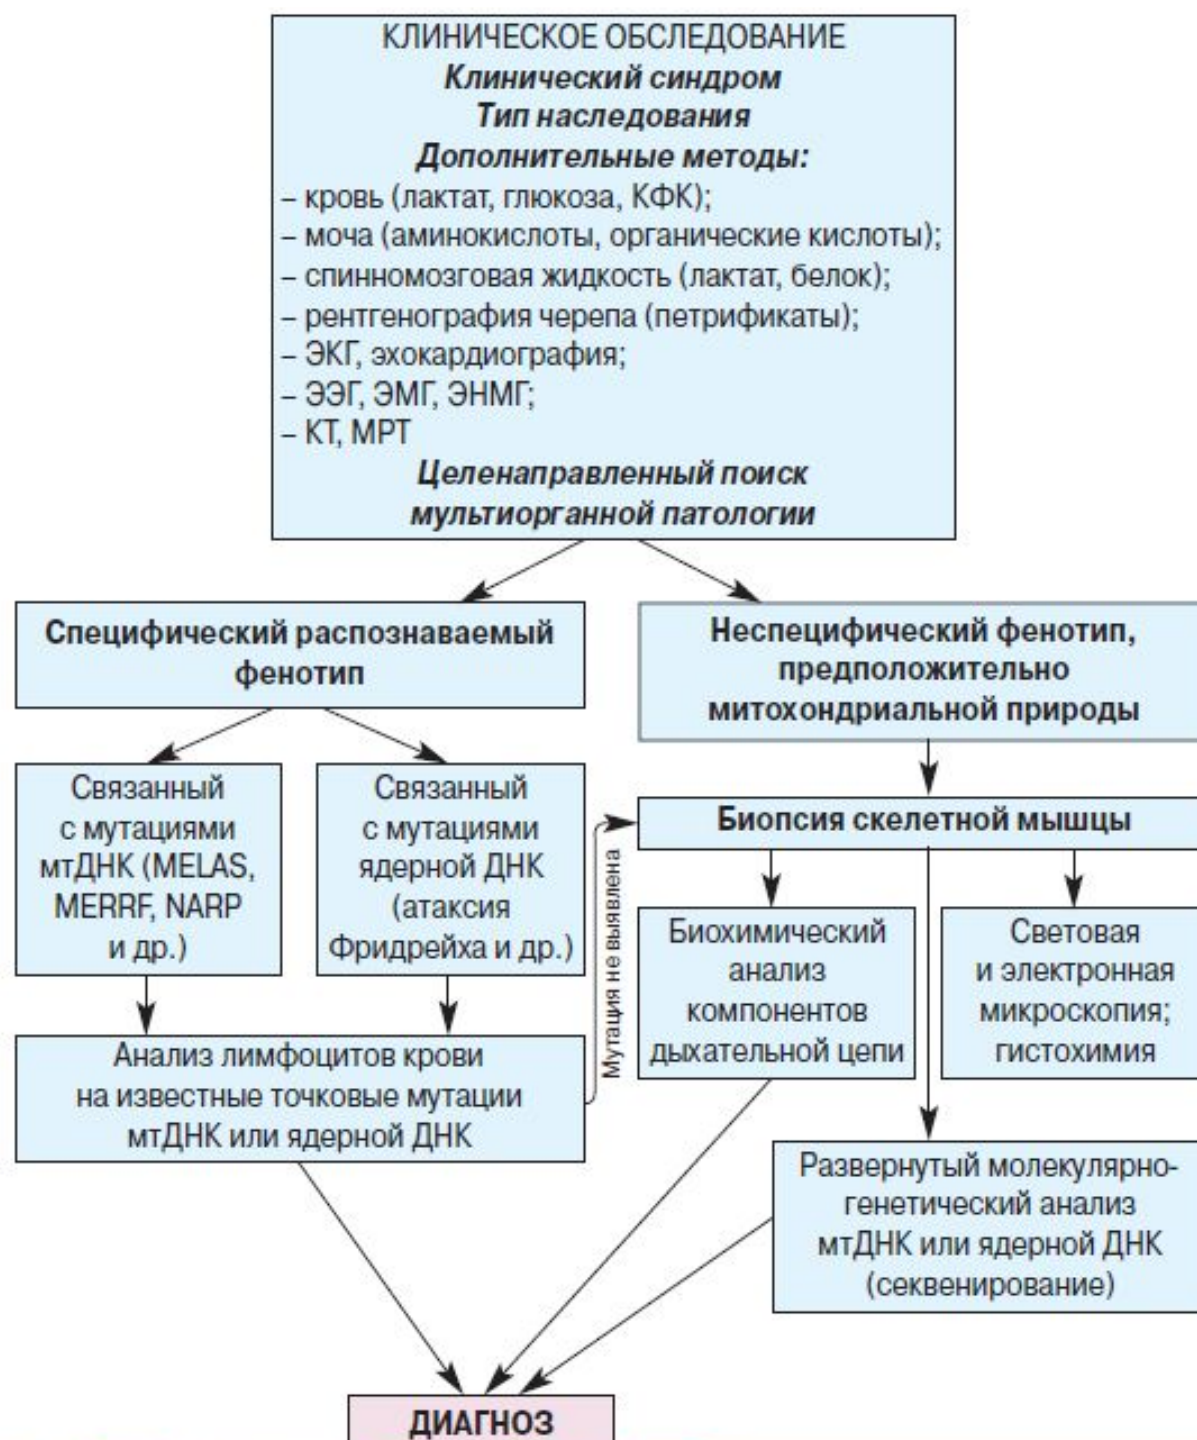 КЛИНИЧЕСКОЕ ОБСЛЕДОВАНИЕ
Клинический синдром
Тип наследования
Дополнительные методы:
– кровь (лактат, глюкоза, КФК);
– моча (аминокислоты, органические кислоты);
– спинномозговая жидкость (лактат, белок);
– рентгенография черепа (петрификаты);
– ЭКГ, эхокардиография;
– ЭЭГ, ЭМГ, ЭНМГ;
– КТ, МРТ
Целенаправленный поиск
мультиорганной патологии
Специфический распознаваемый
фенотип
Неспецифический фенотип,
предположительно
митохондриальной природы
Связанный
с мутациями
мтДНК (MELAS,
MERRF, NARP
и др.)
Связанный
с мутациями
ядерной ДНК
(атаксия
Фридрейха и др.)
Мутация не выявлена
Биопсия скелетной мышцы
Биохимический
анализ
компонентов
дыхательной цепи
Световая
и электронная
микроскопия;
гистохимия
Анализ лимфоцитов крови
на известные точковые мутации
мтДНК или ядерной ДНК
Развернутый молекулярно-
генетический анализ
мтДНК или ядерной ДНК
(секвенирование)
ДИАГНОЗ